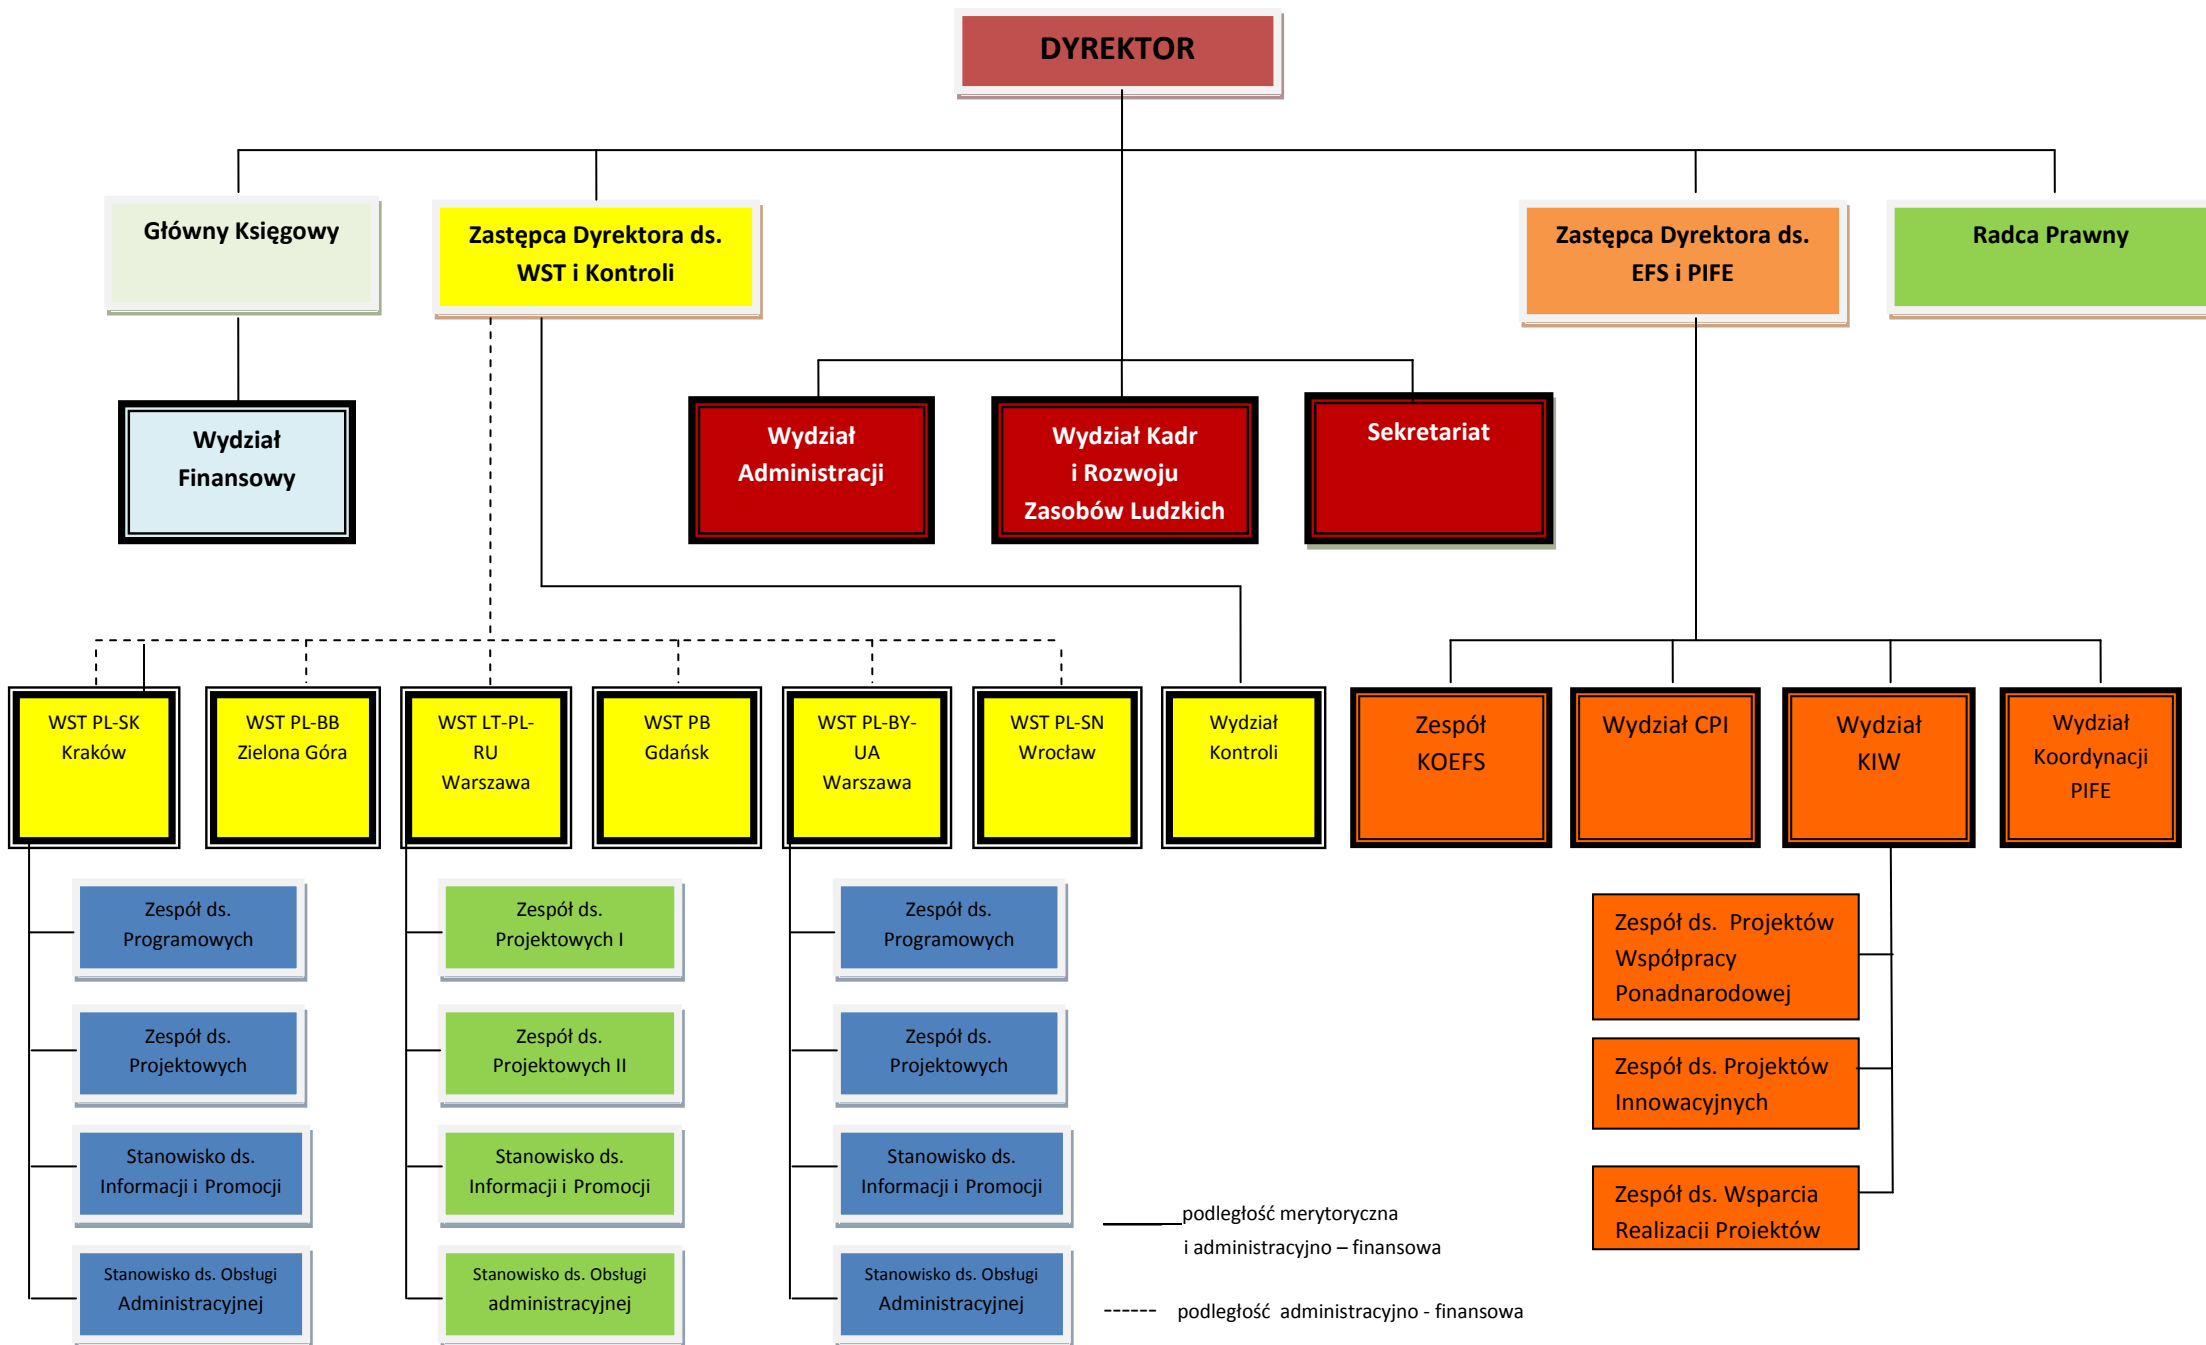 DYREKTOR
Główny Księgowy
Zastępca Dyrektora ds.
WST i Kontroli
Zastępca Dyrektora ds.
EFS i PIFE
Radca Prawny
Wydział
Finansowy
Wydział
Administracji
Wydział Kadr
i Rozwoju
Zasobów Ludzkich
Sekretariat
WST PL-SK
Kraków
WST PL-BB
Zielona Góra
WST LT-PL-
RU
Warszawa
WST PB
Gdańsk
WST PL-BY-
UA
Warszawa
WST PL-SN
Wrocław
Wydział
Kontroli
Zespół
KOEFS
Wydział CPI
Wydział
KIW
Wydział
Koordynacji
PIFE
Zespół ds.
Programowych
Zespół ds.
Projektowych
Stanowisko ds.
Informacji i Promocji
Stanowisko ds. Obsługi
Administracyjnej
Zespół ds.
Projektowych I
Zespół ds.
Projektowych II
Stanowisko ds.
Informacji i Promocji
Stanowisko ds. Obsługi
administracyjnej
Zespół ds.
Programowych
Zespół ds.
Projektowych
Stanowisko ds.
Informacji i Promocji
Stanowisko ds. Obsługi
Administracyjnej
Zespół ds. Projektów
Współpracy
Ponadnarodowej
Zespół ds. Projektów
Innowacyjnych
Zespół ds. Wsparcia
Realizacji Projektów
podległość merytoryczna
i administracyjno – finansowa
podległość administracyjno - finansowa